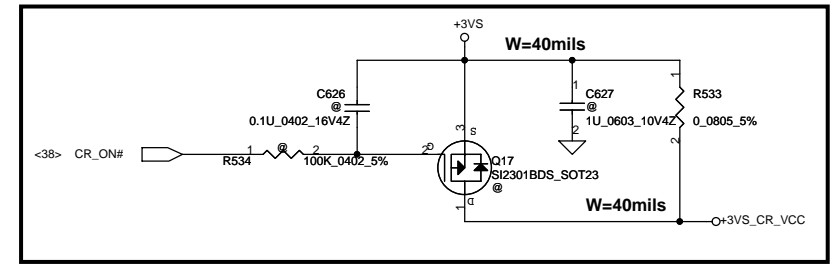 +3VS
W=40mils
C626
@
0.1U_0402_16V4Z
1
C627
@
1U_0603_10V4Z
2
1
R533
0_0805_5%
2
<38> CR_ON#
1
R534
@
2
100K_0402_5%
2
G
3
S
Q17
SI2301BDS_SOT23
@
D
1
W=40mils
+3VS_CR_VCC